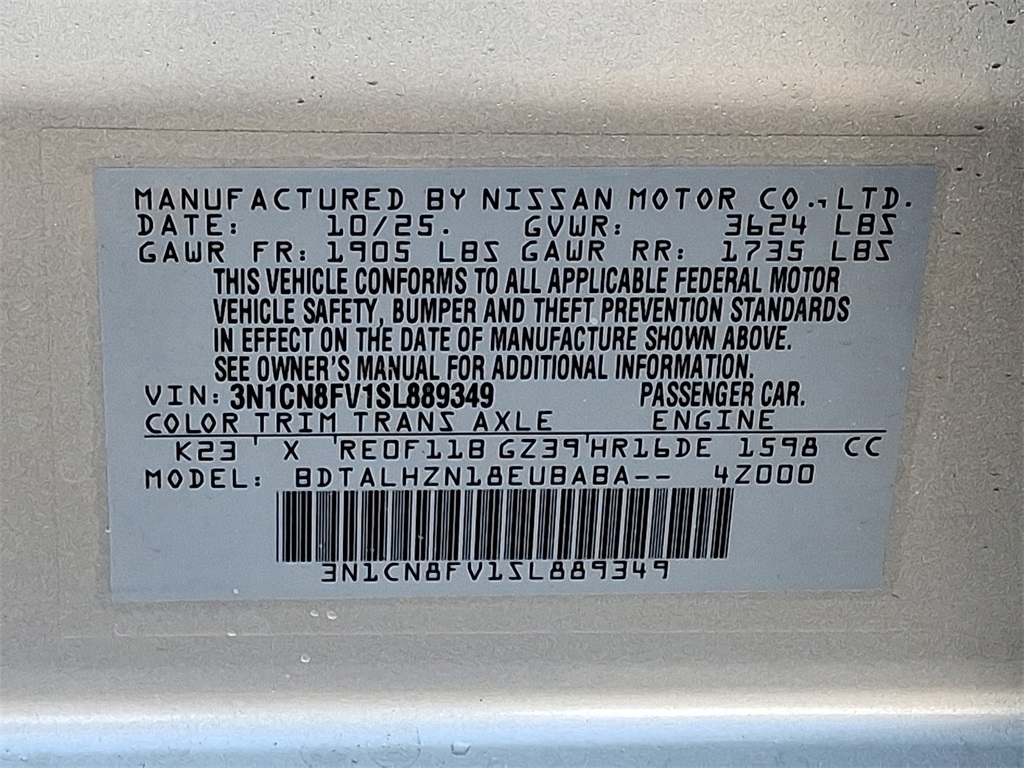 MANUFACTURED BY NISSAN MOTOR CO., LTD.
DATE: 10/25. GVWR: 3624 LBS
GAWR FR: 1905 LBS GAWR RR: 1735 LBS
THIS VEHICLE CONFORMS TO ALL APPLICABLE FEDERAL MOTOR
VEHICLE SAFETY, BUMPER AND THEFT PREVENTION STANDARDS
IN EFFECT ON THE DATE OF MANUFACTURE SHOWN ABOVE.
SEE OWNER'S MANUAL FOR ADDITIONAL INFORMATION.
VIN: 3N1CN8FV1SL889349 PASSENGER CAR.
COLOR TRIM TRANS AXLE ENGINE
K23 ' X 'RE0F11B GZ39'HR16DE 1598 CC
MODEL: BDTALHZN18EUBABA-- 4Z000
3N1CN8FV1SL889349